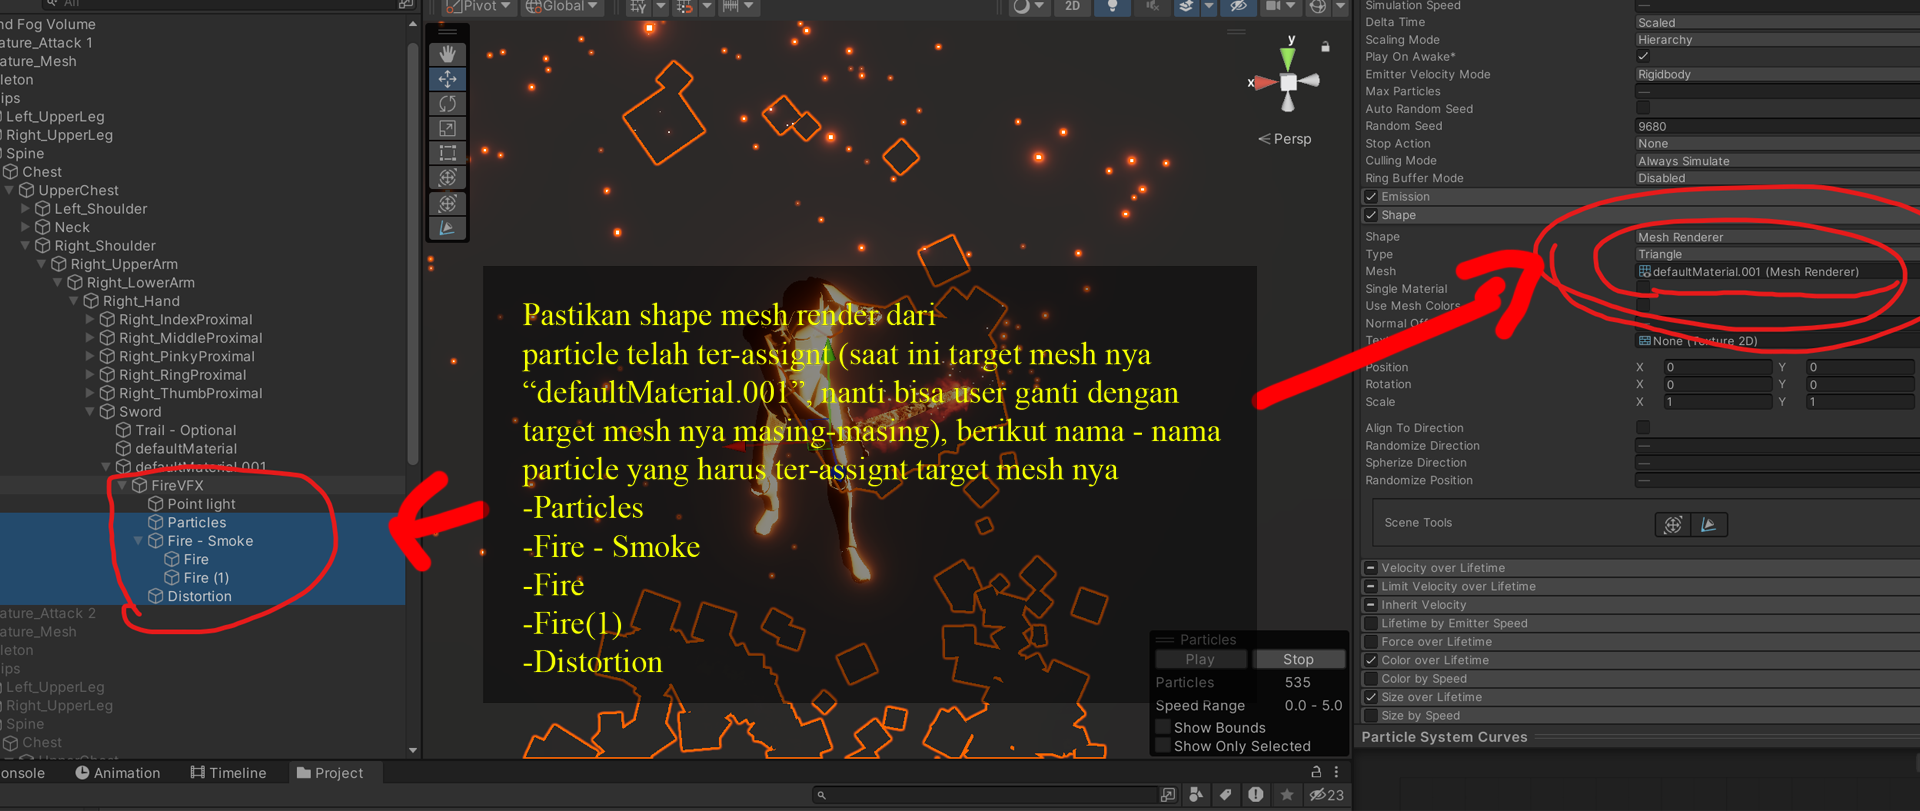 All
Pivot
Global
2D
nd Fog Volume
ature_Attack 1
ature_Mesh
leton
ips
Left_UpperLeg
Right_UpperLeg
Spine
Chest
UpperChest
Left_Shoulder
Neck
Right_Shoulder
Right_UpperArm
Right_LowerArm
Right_Hand
Right_IndexProximal
Right_MiddleProximal
Right_PinkyProximal
Right_RingProximal
Right_ThumbProximal
Sword
Trail - Optional
defaultMaterial
defaultMaterial.001
FireVFX
Point light
Particles
Fire - Smoke
Fire
Fire (1)
Distortion
ature_Attack 2
ature_Mesh
leton
ips
Left_UpperLeg
Right_UpperLeg
Spine
Chest
UpperChest
y
x
< Persp
Pastikan shape mesh render dari
particle telah ter-assignt (saat ini target mesh nya
“defaultMaterial.001”, nanti bisa user ganti dengan
target mesh nya masing-masing), berikut nama - nama
particle yang harus ter-assignt target mesh nya
-Particles
-Fire - Smoke
-Fire
-Fire(1)
-Distortion
Particles
Play Stop
Particles 535
Speed Range 0.0 - 5.0
Show Bounds
Show Only Selected
Simulation Speed —
Delta Time Scaled
Scaling Mode Hierarchy
Play On Awake*
Emitter Velocity Mode Rigidbody
Max Particles —
Auto Random Seed
Random Seed 9680
Stop Action None
Culling Mode Always Simulate
Ring Buffer Mode Disabled
Emission
Shape
Shape Mesh Renderer
Type Triangle
Mesh defaultMaterial.001 (Mesh Renderer)
Single Material
Use Mesh Colors
Normal Of
Tex None (Texture 2D)
Position X 0 Y 0
Rotation X 0 Y 0
Scale X 1 Y 1
Align To Direction
Randomize Direction —
Spherize Direction —
Randomize Position —
Scene Tools
Velocity over Lifetime
Limit Velocity over Lifetime
Inherit Velocity
Lifetime by Emitter Speed
Force over Lifetime
Color over Lifetime
Color by Speed
Size over Lifetime
Size by Speed
Particle System Curves
onsole Animation Timeline Project
23